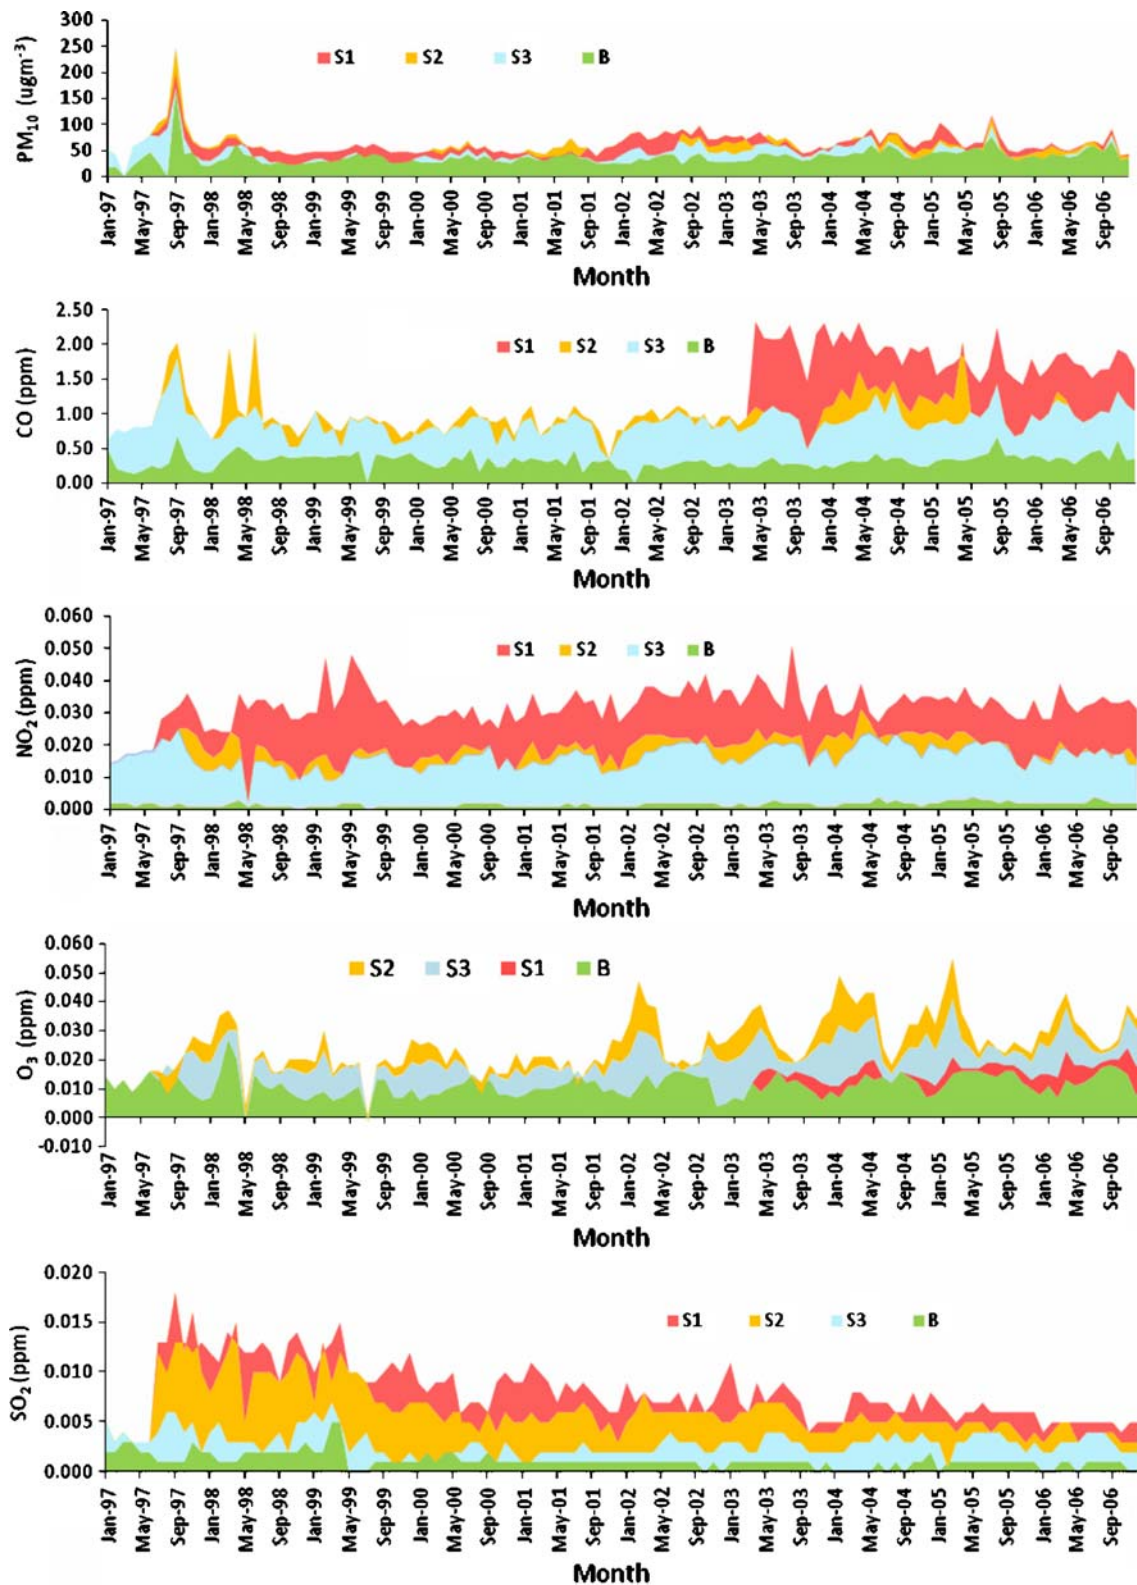 PM10 (ugm-3)
300
250
200
150
100
50
0
S1 S2 S3 B
Jan-97 May-97 Sep-97 Jan-98 May-98 Sep-98 Jan-99 May-99 Sep-99 Jan-00 May-00 Sep-00 Jan-01 May-01 Sep-01 Jan-02 May-02 Sep-02 Jan-03 May-03 Sep-03 Jan-04 May-04 Sep-04 Jan-05 May-05 Sep-05 Jan-06 May-06 Sep-06
Month
CO (ppm)
2.50
2.00
1.50
1.00
0.50
0.00
S1 S2 S3 B
Jan-97 May-97 Sep-97 Jan-98 May-98 Sep-98 Jan-99 May-99 Sep-99 Jan-00 May-00 Sep-00 Jan-01 May-01 Sep-01 Jan-02 May-02 Sep-02 Jan-03 May-03 Sep-03 Jan-04 May-04 Sep-04 Jan-05 May-05 Sep-05 Jan-06 May-06 Sep-06
Month
NO2 (ppm)
0.060
0.050
0.040
0.030
0.020
0.010
0.000
S1 S2 S3 B
Jan-97 May-97 Sep-97 Jan-98 May-98 Sep-98 Jan-99 May-99 Sep-99 Jan-00 May-00 Sep-00 Jan-01 May-01 Sep-01 Jan-02 May-02 Sep-02 Jan-03 May-03 Sep-03 Jan-04 May-04 Sep-04 Jan-05 May-05 Sep-05 Jan-06 May-06 Sep-06
Month
O3 (ppm)
0.060
0.050
0.040
0.030
0.020
0.010
0.000
-0.010
S2 S3 S1 B
Jan-97 May-97 Sep-97 Jan-98 May-98 Sep-98 Jan-99 May-99 Sep-99 Jan-00 May-00 Sep-00 Jan-01 May-01 Sep-01 Jan-02 May-02 Sep-02 Jan-03 May-03 Sep-03 Jan-04 May-04 Sep-04 Jan-05 May-05 Sep-05 Jan-06 May-06 Sep-06
Month
SO2 (ppm)
0.020
0.015
0.010
0.005
0.000
S1 S2 S3 B
Jan-97 May-97 Sep-97 Jan-98 May-98 Sep-98 Jan-99 May-99 Sep-99 Jan-00 May-00 Sep-00 Jan-01 May-01 Sep-01 Jan-02 May-02 Sep-02 Jan-03 May-03 Sep-03 Jan-04 May-04 Sep-04 Jan-05 May-05 Sep-05 Jan-06 May-06 Sep-06
Month